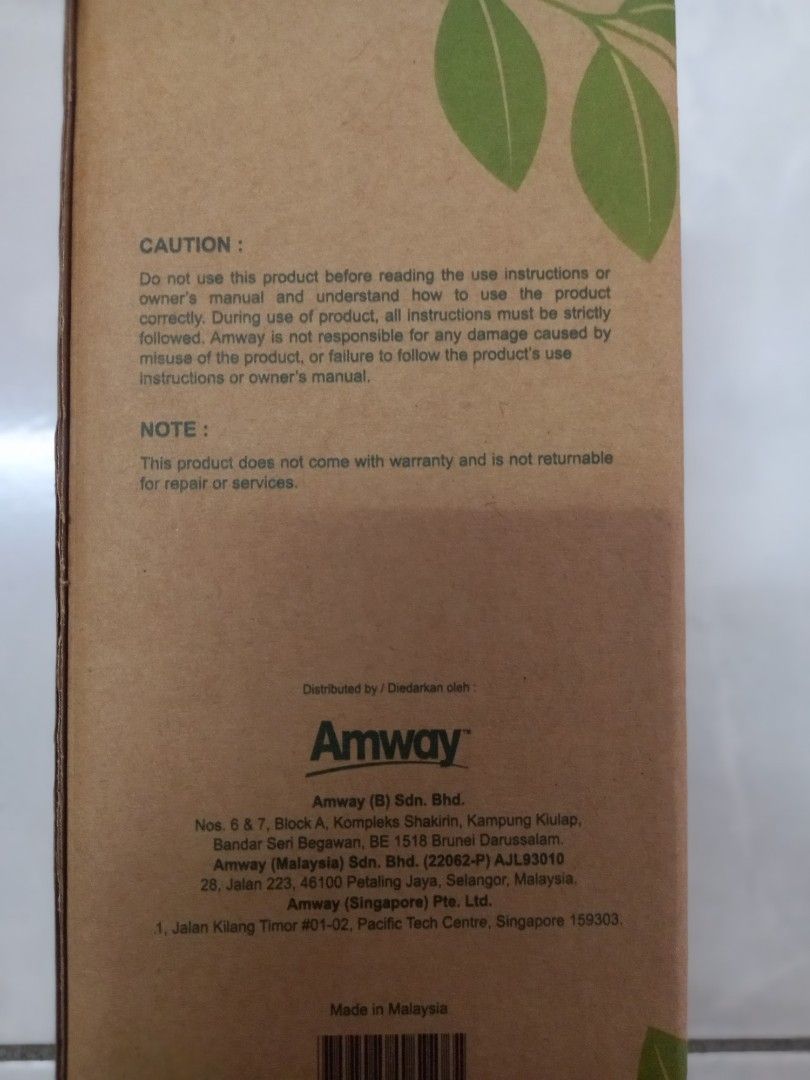 CAUTION :
Do not use this product before reading the use instructions or
owner's manual and understand how to use the product
correctly. During use of product, all instructions must be strictly
followed. Amway is not responsible for any damage caused by
misuse of the product, or failure to follow the product's use
instructions or owner's manual.
NOTE :
This product does not come with warranty and is not returnable
for repair or services.
Distributed by / Diedarkan oleh :
Amway™
Amway (B) Sdn. Bhd.
Nos. 6 & 7, Block A, Kompleks Shakirin, Kampung Kiulap,
Bandar Seri Begawan, BE 1518 Brunei Darussalam.
Amway (Malaysia) Sdn. Bhd. (22062-P) AJL93010
28, Jalan 223, 46100 Petaling Jaya, Selangor, Malaysia.
Amway (Singapore) Pte. Ltd.
1, Jalan Kilang Timor #01-02, Pacific Tech Centre, Singapore 159303.
Made in Malaysia